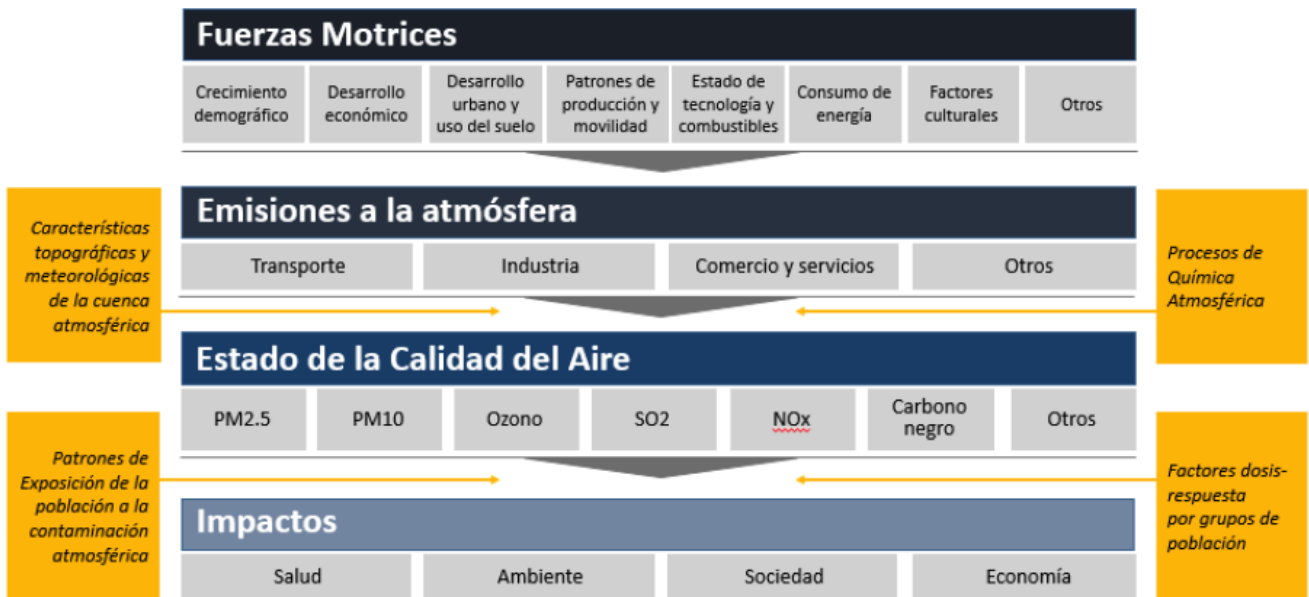 Fuerzas Motrices
Crecimiento
demográfico
Desarrollo
económico
Desarrollo
urbano y
uso del suelo
Patrones de
producción y
movilidad
Estado de
tecnología y
combustibles
Consumo de
energía
Factores
culturales
Otros
Emisiones a la atmósfera
Transporte
Industria
Comercio y servicios
Otros
Características
topográficas y
meteorológicas
de la cuenca
atmosférica
Procesos de
Química
Atmosférica
Estado de la Calidad del Aire
PM2.5
PM10
Ozono
SO2
NOx
Carbono
negro
Otros
Patrones de
Exposición de la
población a la
contaminación
atmosférica
Factores dosis-
respuesta
por grupos de
población
Impactos
Salud
Ambiente
Sociedad
Economía